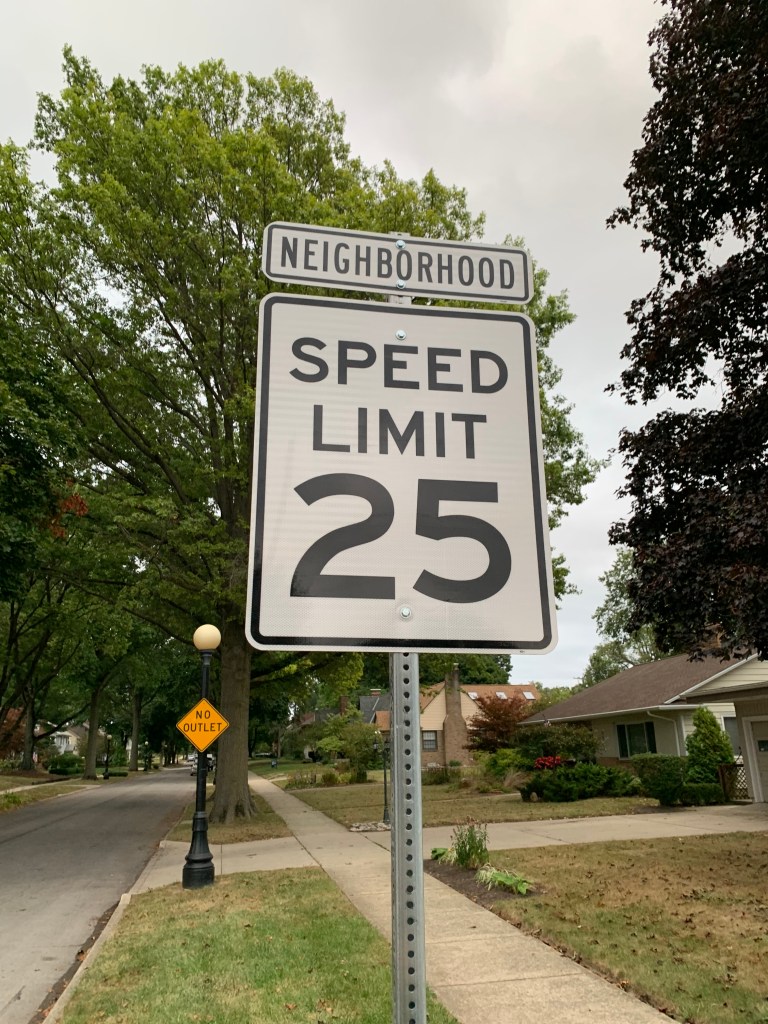 NEIGHBORHOOD
SPEED
LIMIT
25
NO
OUTLET